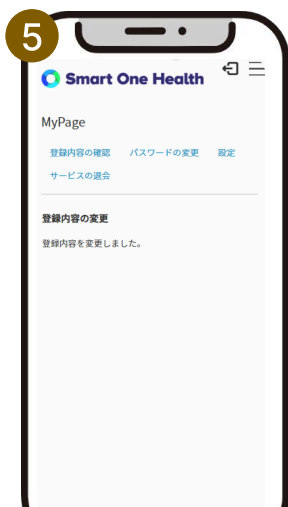 5
Smart One Health
MyPage
登録内容の確認 パスワードの変更 設定
サービスの退会
登録内容の変更
登録内容を変更しました。